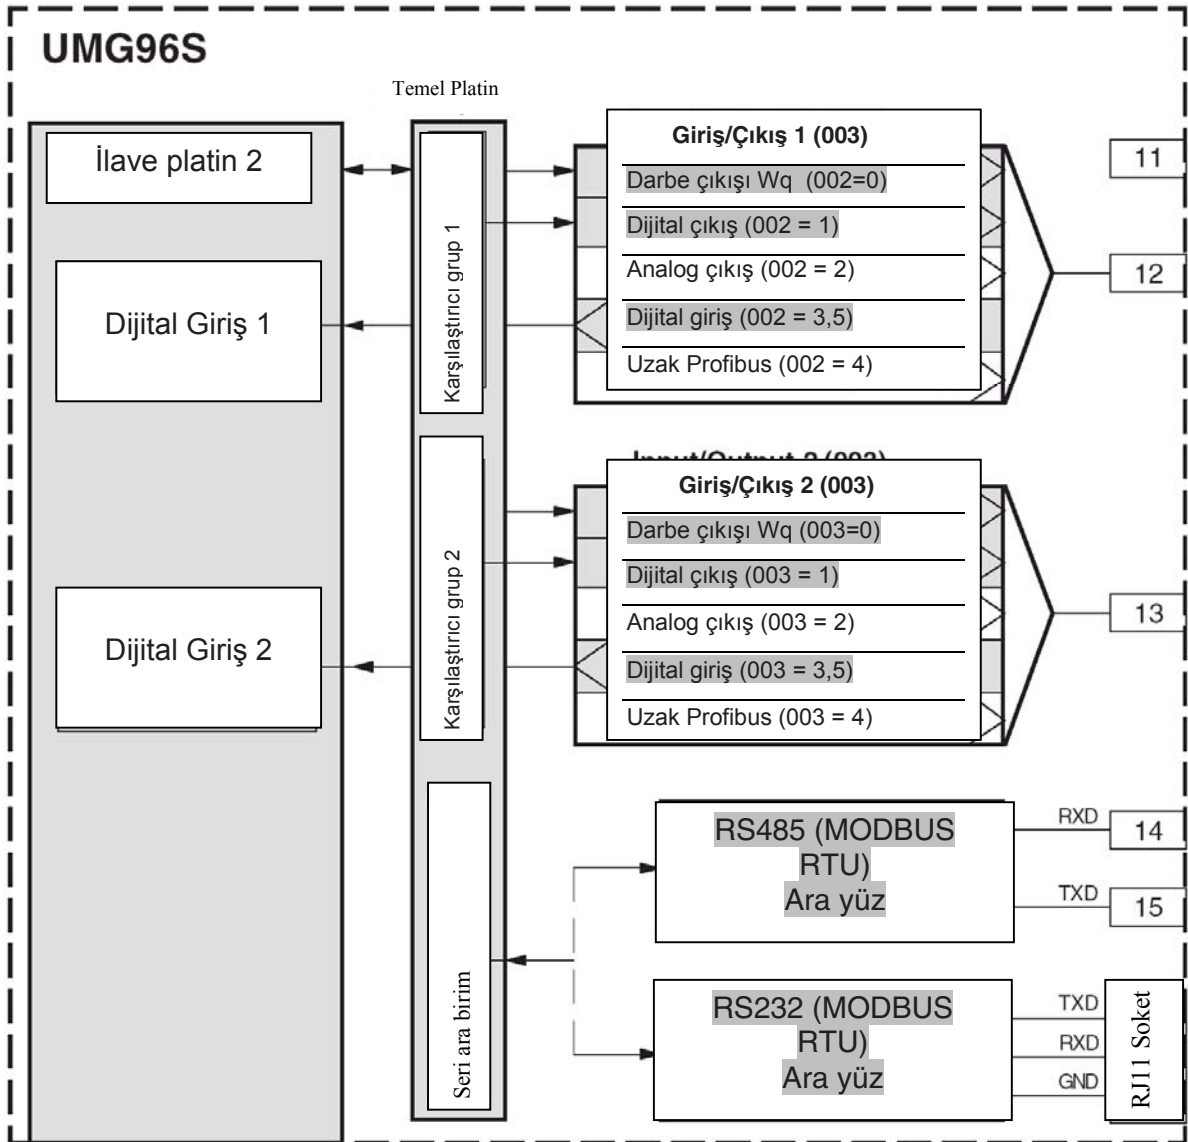 UMG96S
Temel Platin
İlave platin 2
Dijital Giriş 1
Dijital Giriş 2
Karşılaştırıcı grup 1
Karşılaştırıcı grup 2
Seri ara birim
Giriş/Çıkış 1 (003)
Darbe çıkışı Wq (002=0)
Dijital çıkış (002 = 1)
Analog çıkış (002 = 2)
Dijital giriş (002 = 3,5)
Uzak Profibus (002 = 4)
11
12
Input/Output 2 (003)
Giriş/Çıkış 2 (003)
Darbe çıkışı Wq (003=0)
Dijital çıkış (003 = 1)
Analog çıkış (003 = 2)
Dijital giriş (003 = 3,5)
Uzak Profibus (003 = 4)
13
RS485 (MODBUS
RTU)
Ara yüz
RXD
14
TXD
15
RS232 (MODBUS
RTU)
Ara yüz
TXD
RXD
GND
RJ11 Soket